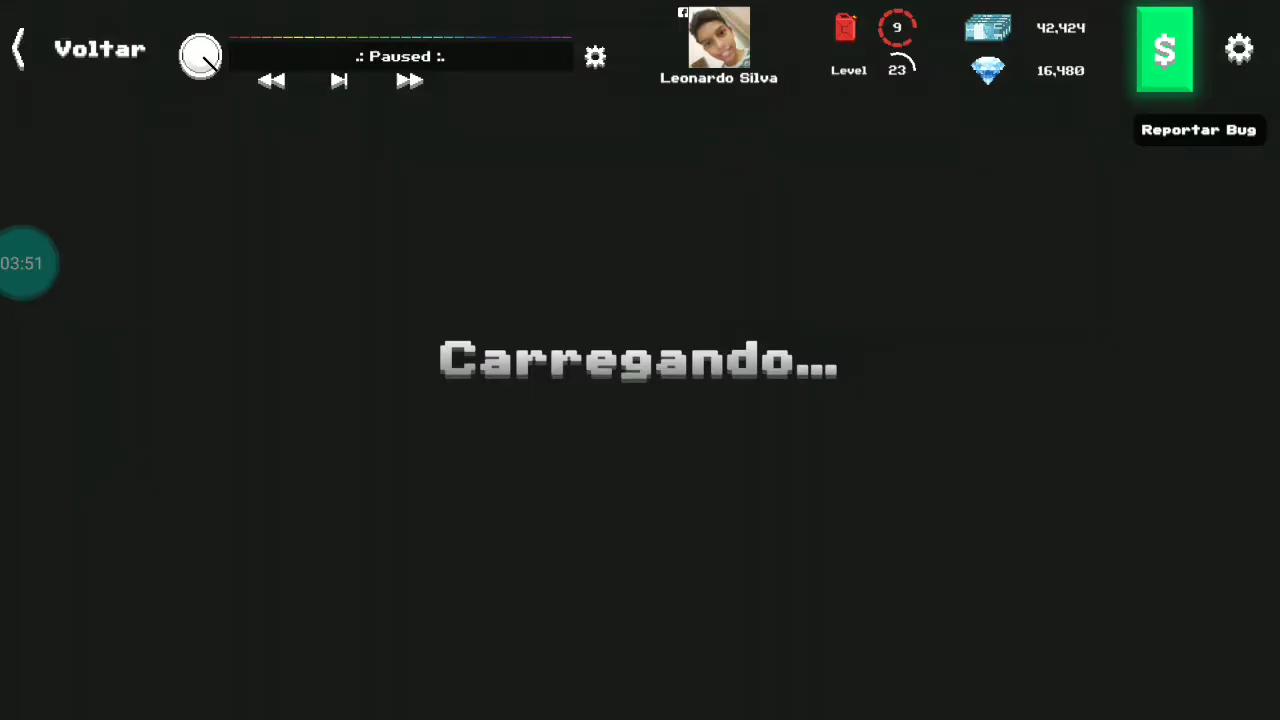 Voltar
.: Paused :.
Leonardo Silva
9
Level 23
42,424
16,480
$
Reportar Bug
03:51
Carregando...